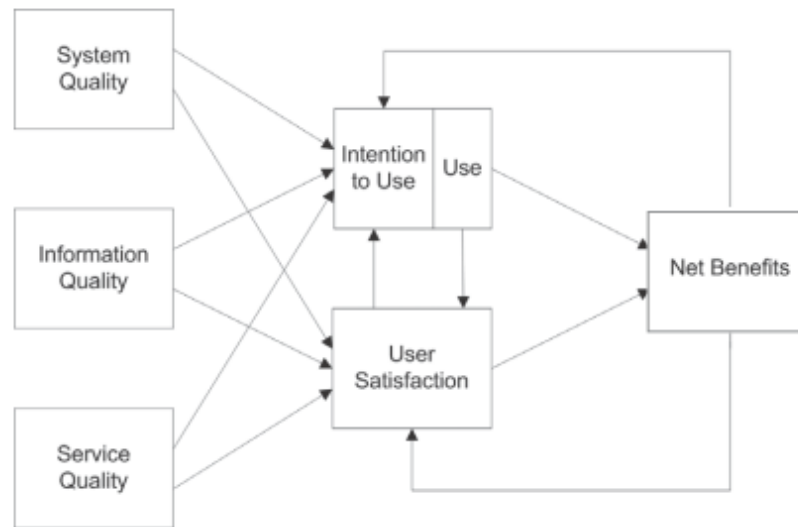 System
Quality
Intention
to Use
Use
Information
Quality
Net Benefits
User
Satisfaction
Service
Quality